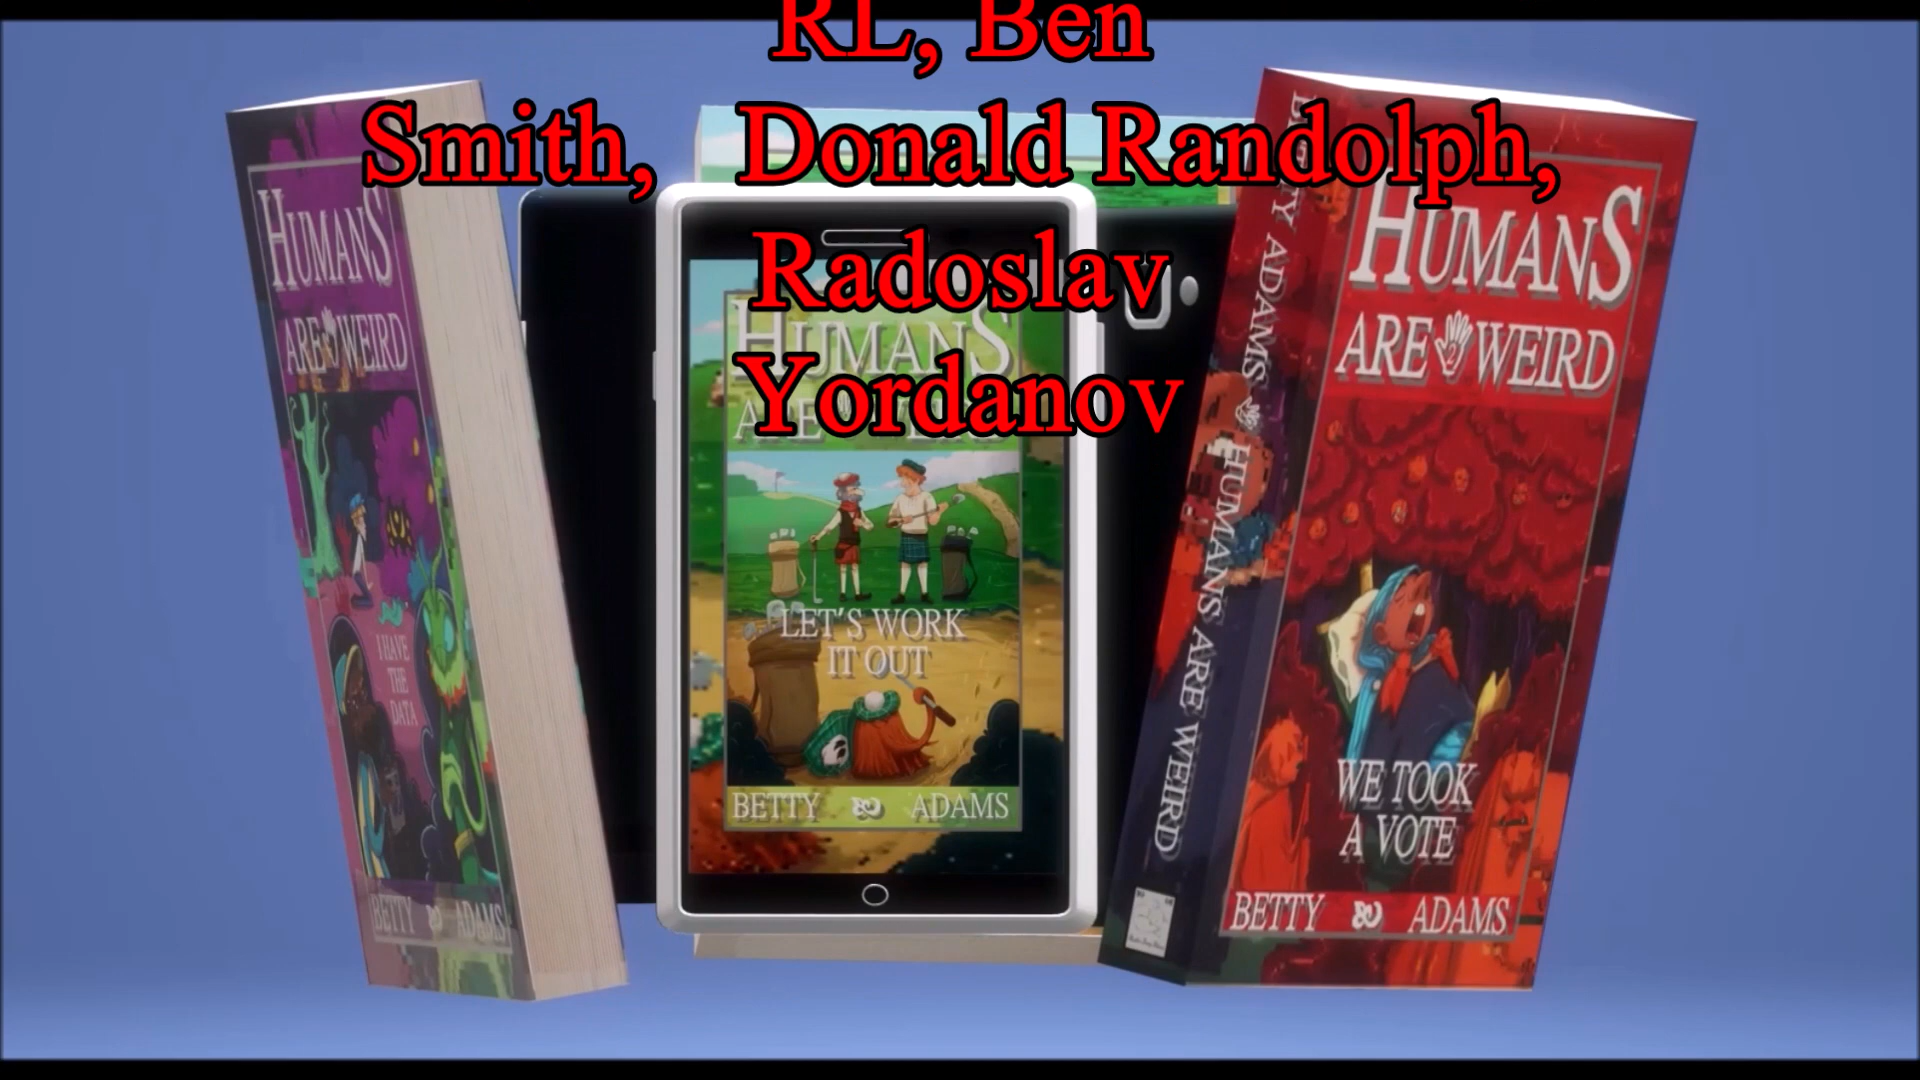 RL, Ben
Smith, Donald Randolph,
Radoslav
Yordanov
HUMANS
ARE WEIRD
I HAVE
THE
DATA
BETTY ADAMS
HUMANS
LET'S WORK
IT OUT
BETTY ADAMS
BETTY ADAMS HUMANS ARE WEIRD
HUMANS
ARE 2 WEIRD
WE TOOK
A VOTE
BETTY ADAMS